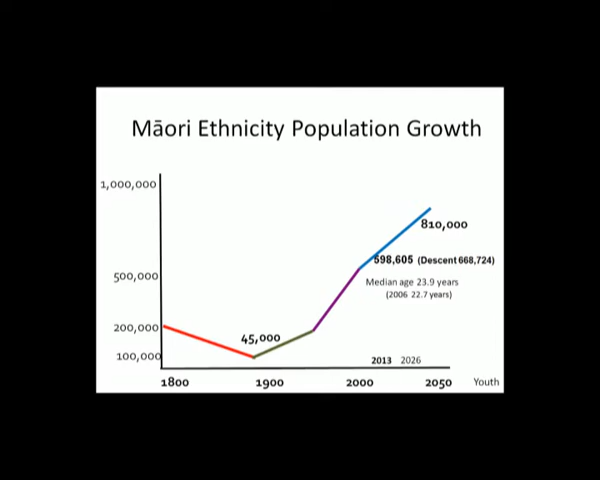 Māori Ethnicity Population Growth
1,000,000
810,000
598,605 (Descent 668,724)
500,000
Median age 23.9 years
(2006 22.7 years)
200,000
45,000
100,000
2013 2026
1800 1900 2000 2050 Youth